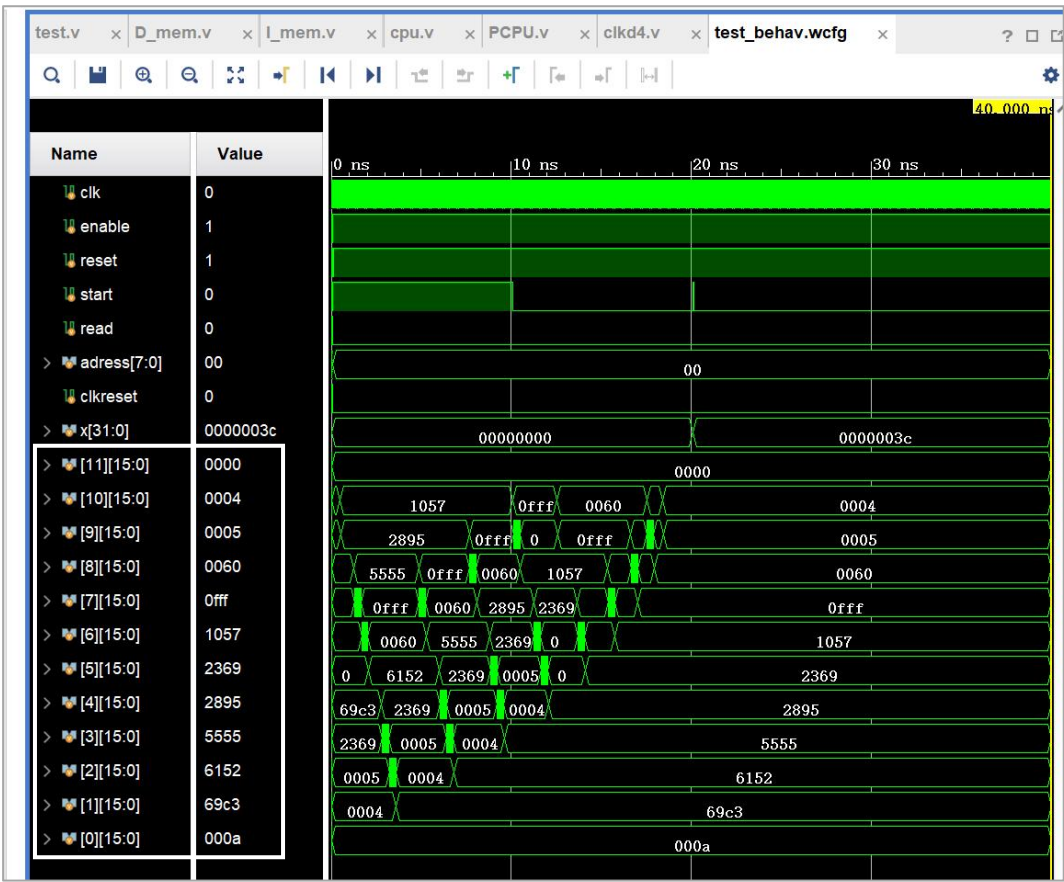 test.v × D_mem.v × I_mem.v × cpu.v × PCPU.v × clkd4.v × test_behav.wcfg × ?
40.000 ns
Name Value 0 ns 10 ns 20 ns 30 ns
clk 0
enable 1
reset 1
start 0
read 0
adress[7:0] 00 00
clkreset 0
x[31:0] 0000003c 00000000 0000003c
[11][15:0] 0000 0000
[10][15:0] 0004 1057 0fff 0060 0004
[9][15:0] 0005 2895 0fff 0 0fff 0005
[8][15:0] 0060 5555 0fff 0060 1057 0060
[7][15:0] 0fff 0fff 0060 2895 2369 0fff
[6][15:0] 1057 0060 5555 2369 0 1057
[5][15:0] 2369 0 6152 2369 0005 0 2369
[4][15:0] 2895 69c3 2369 0005 0004 2895
[3][15:0] 5555 2369 0005 0004 5555
[2][15:0] 6152 0005 0004 6152
[1][15:0] 69c3 0004 69c3
[0][15:0] 000a 000a